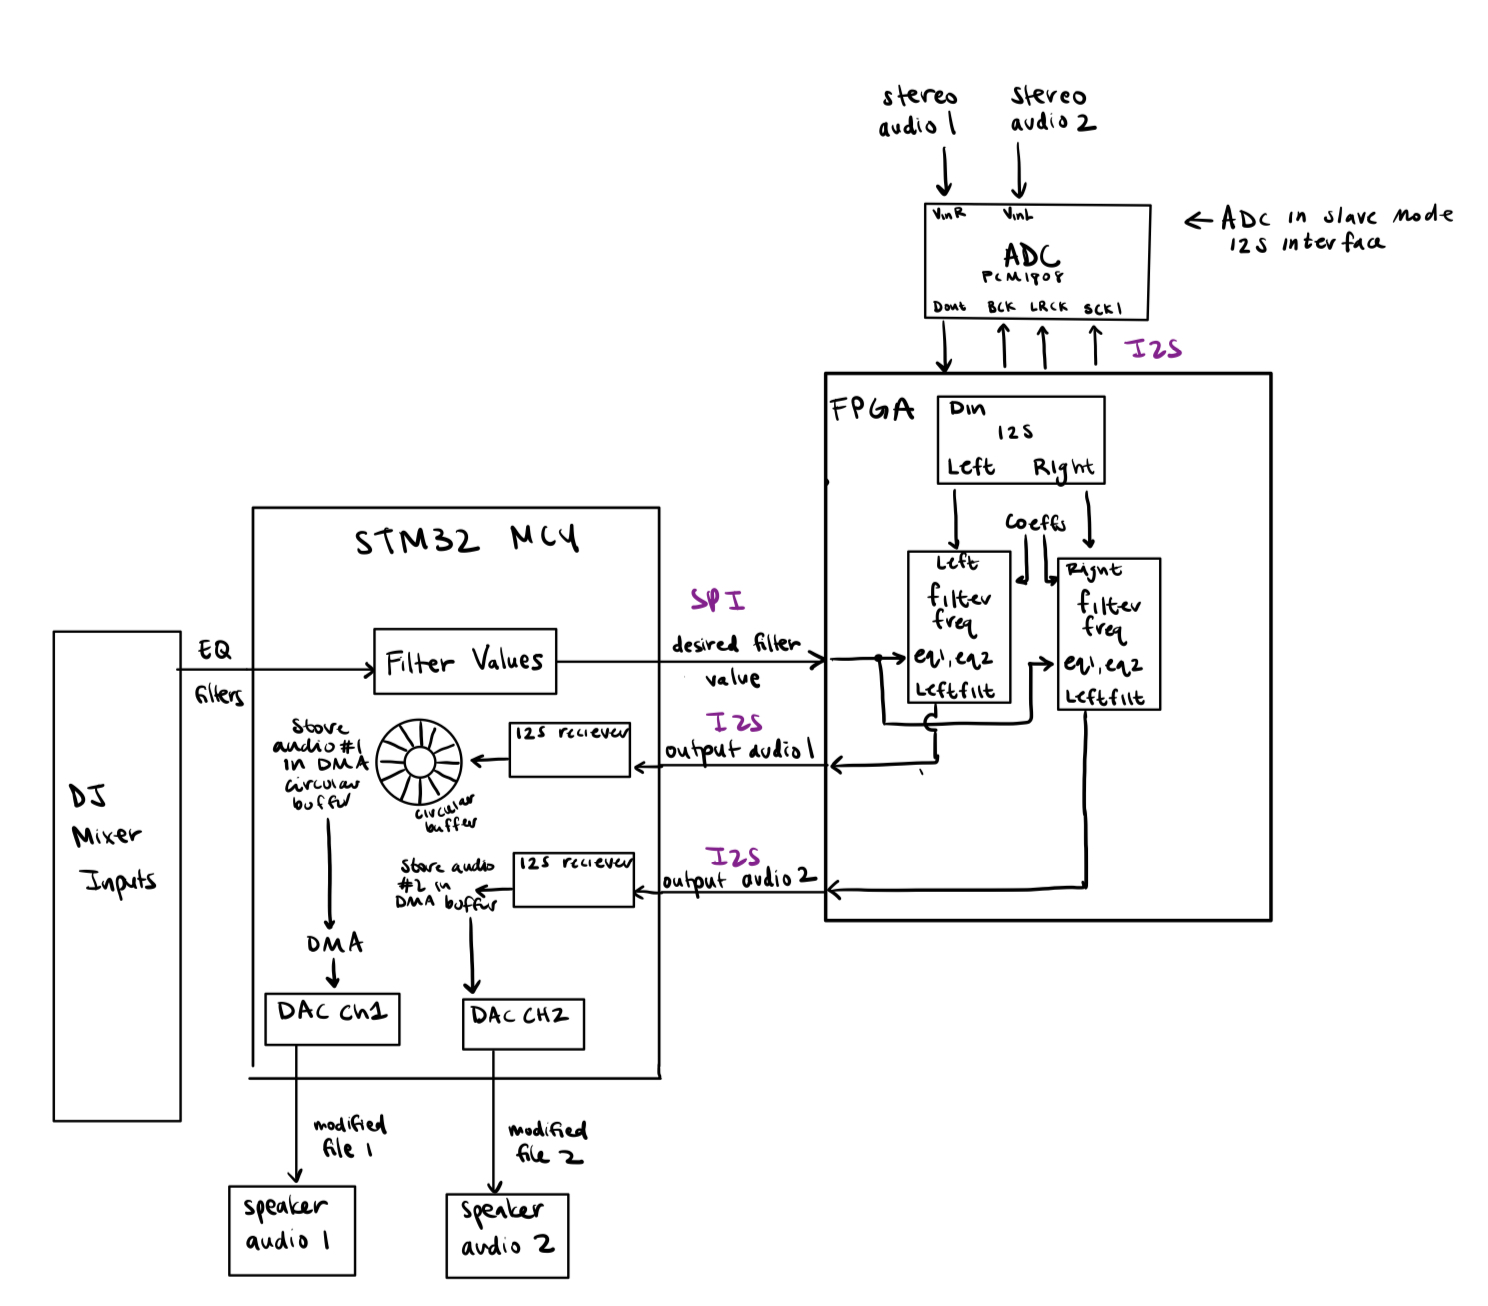 stereo
audio 1
stereo
audio 2
VinR
VinL
ADC
PCM1808
Dout
BCK
LRCK
SCK1
← ADC in slave mode
I2S interface
I2S
FPGA
Din
I2S
Left
Right
Coeffs
Left
filter
freq
eq1, eq2
Leftfilt
Right
filter
freq
eq1, eq2
Leftfilt
STM32 MCU
SPI
desired filter
value
EQ
filters
Filter Values
I2S
output audio 1
I2S reciever
Store
audio #1
in DMA
circular
buffer
circular
buffer
I2S
output audio 2
I2S reciever
Store audio
#2 in
DMA buffer
DJ
Mixer
Inputs
DMA
DAC Ch1
DAC CH2
modified
file 1
modified
file 2
speaker
audio 1
speaker
audio 2